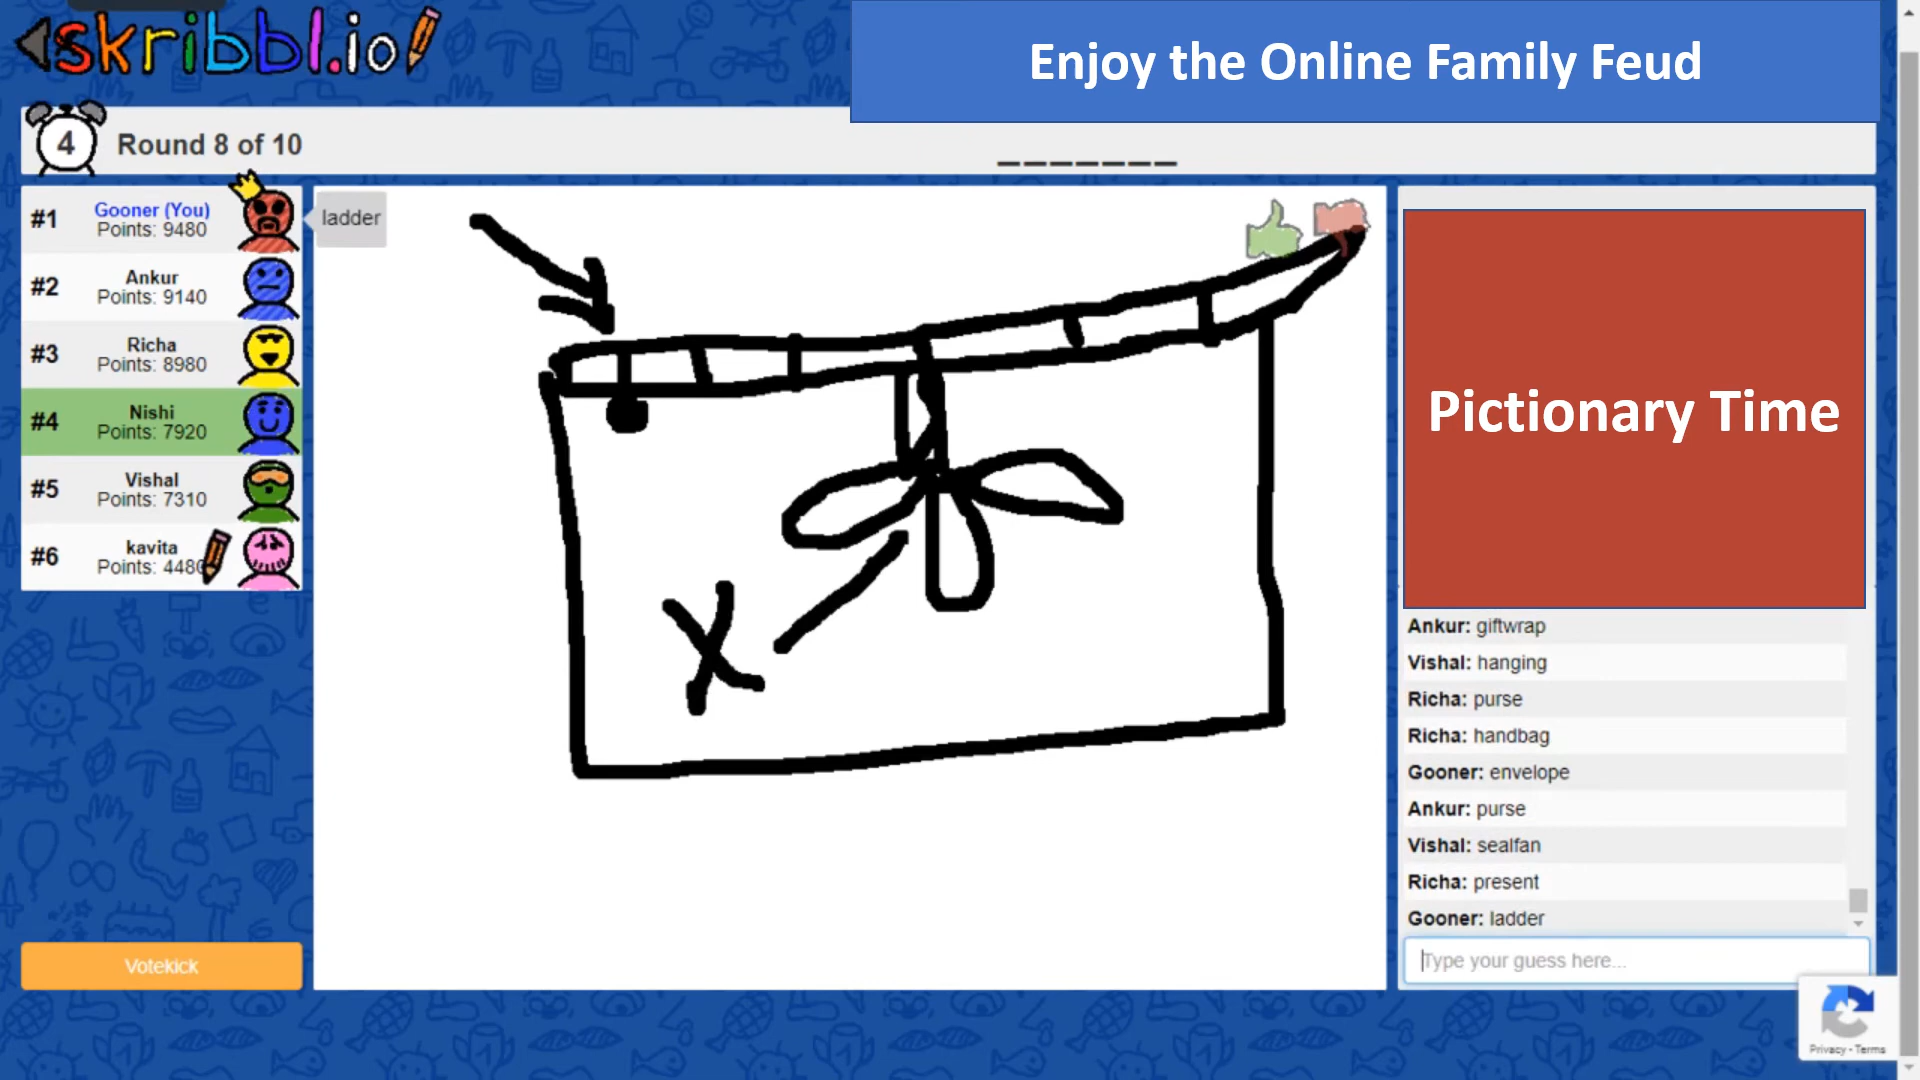 skribbl.io
Enjoy the Online Family Feud
4
Round 8 of 10
_______
#1
Gooner (You)
Points: 9480
ladder
#2
Ankur
Points: 9140
#3
Richa
Points: 8980
#4
Nishi
Points: 7920
#5
Vishal
Points: 7310
#6
kavita
Points: 4480
X
Votekick
Pictionary Time
Ankur: giftwrap
Vishal: hanging
Richa: purse
Richa: handbag
Gooner: envelope
Ankur: purse
Vishal: sealfan
Richa: present
Gooner: ladder
Type your guess here...
Privacy - Terms